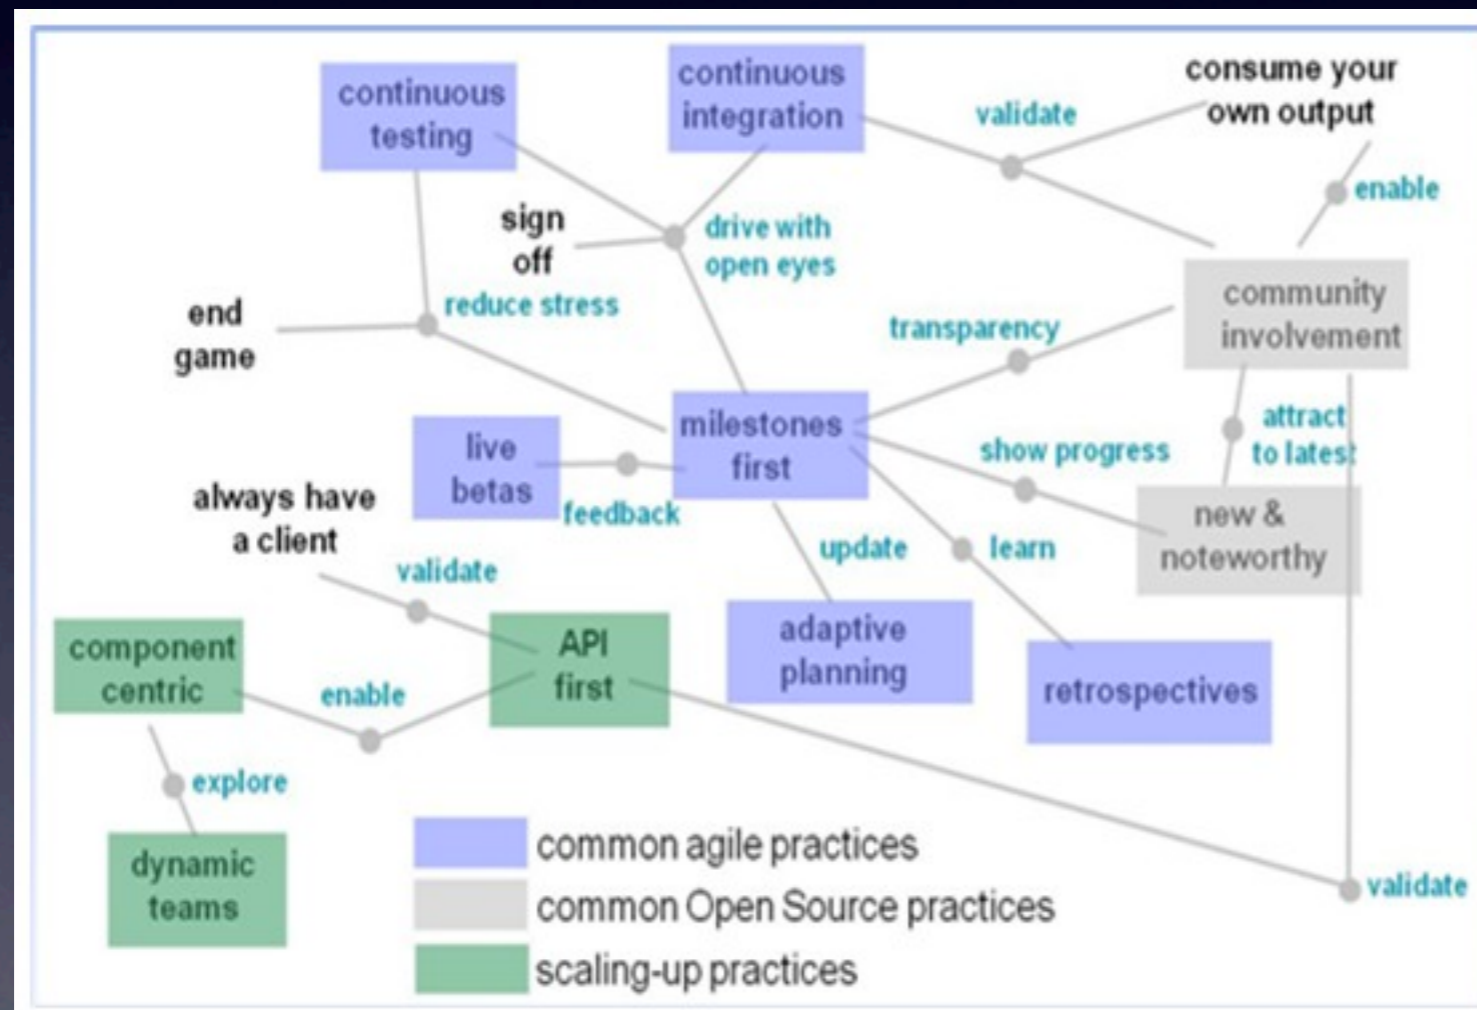 continuous
testing
continuous
integration
validate
consume your
own output
enable
sign
off
drive with
open eyes
end
game
reduce stress
transparency
community
involvement
live
betas
feedback
milestones
first
show progress
attract
to latest
new &
noteworthy
always have
a client
validate
update
learn
component
centric
enable
API
first
adaptive
planning
retrospectives
explore
dynamic
teams
common agile practices
common Open Source practices
scaling-up practices
validate